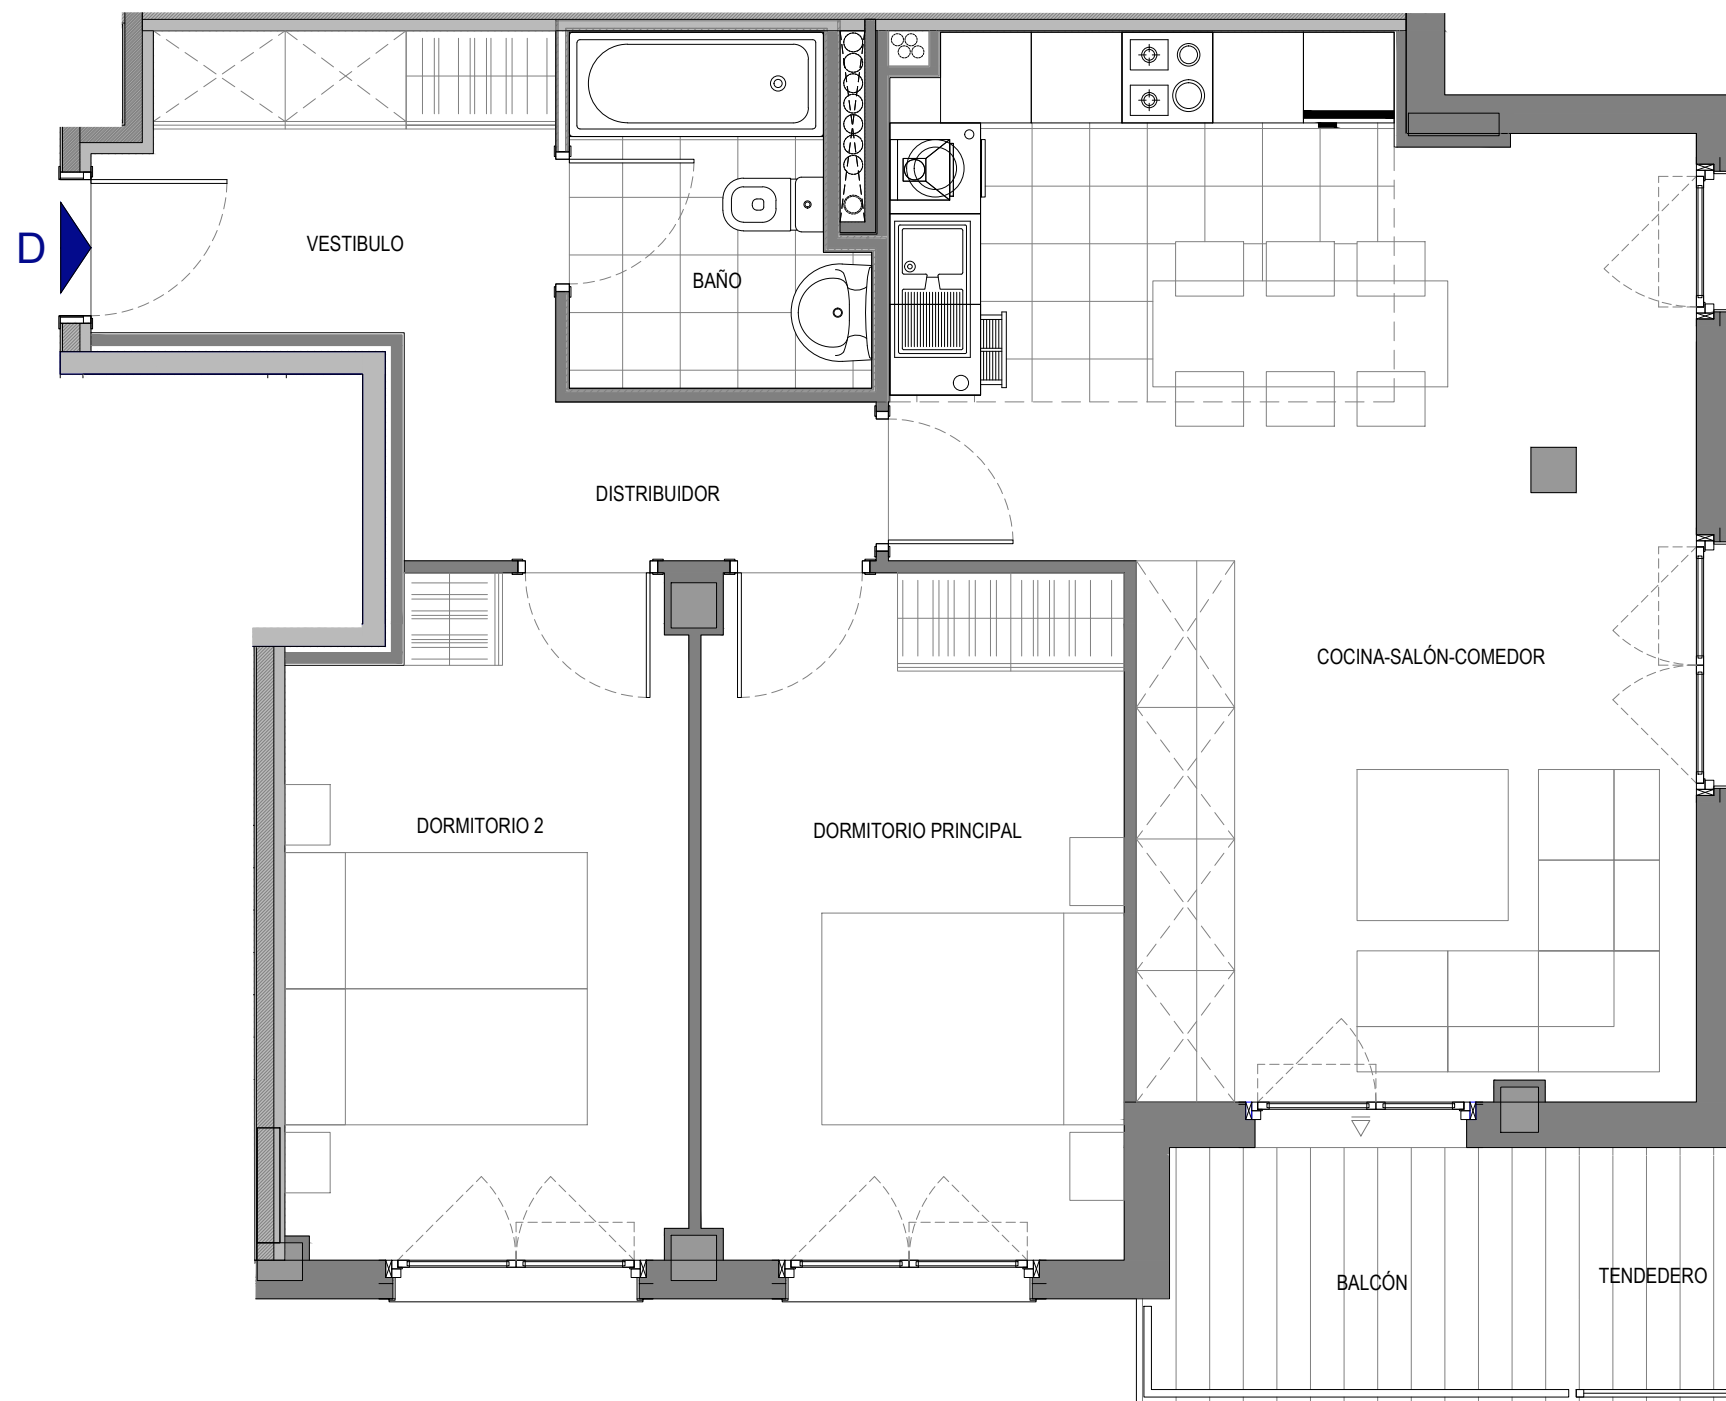 D
VESTIBULO
BAÑO
DISTRIBUIDOR
COCINA-SALÓN-COMEDOR
DORMITORIO 2
DORMITORIO PRINCIPAL
BALCÓN
TENDEDERO